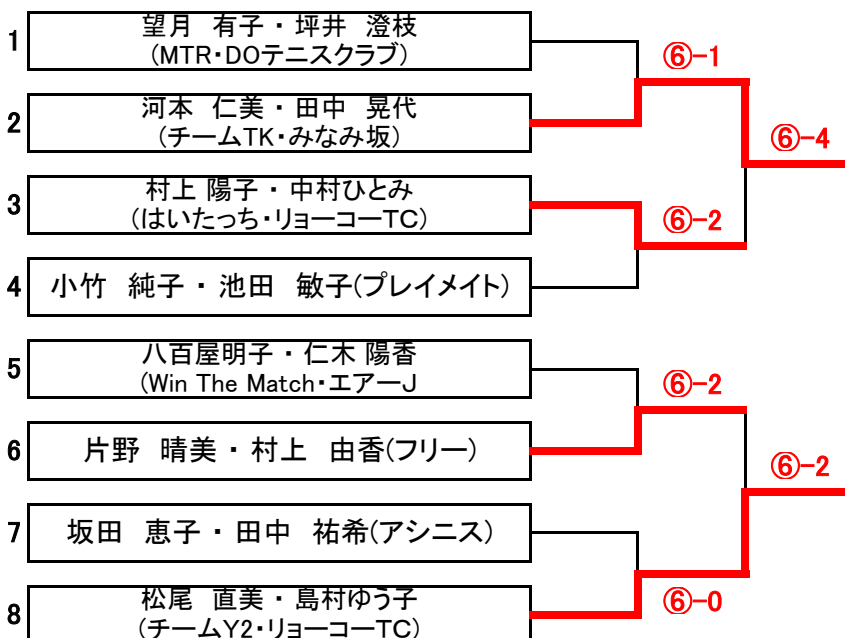 1
望月 有子・坪井 澄枝
(MTR・DOテニスクラブ)
⑥-1
2
河本 仁美・田中 晃代
(チームTK・みなみ坂)
⑥-4
3
村上 陽子・中村ひとみ
(はいたっち・リョーコーTC)
⑥-2
4
小竹 純子・池田 敏子(プレイメイト)
5
八百屋明子・仁木 陽香
(Win The Match・エアーJ
⑥-2
6
片野 晴美・村上 由香(フリー)
⑥-2
7
坂田 恵子・田中 祐希(アシニス)
8
松尾 直美・島村ゆう子
(チームY2・リョーコーTC)
⑥-0